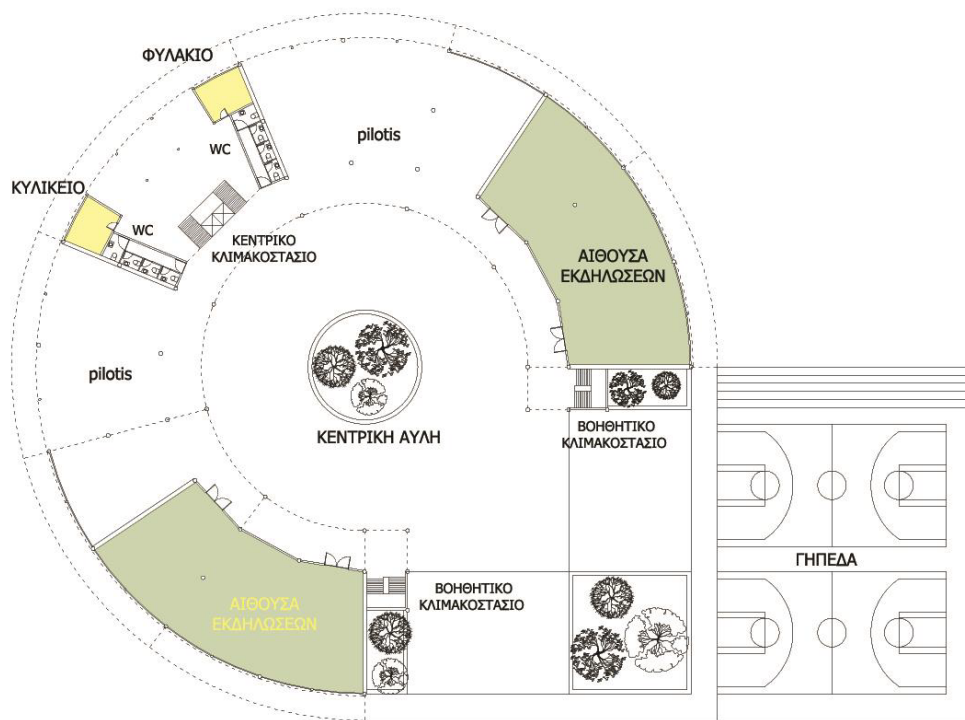 ΦΥΛΑΚΙΟ
WC
pilotis
ΚΥΛΙΚΕΙΟ
WC
ΚΕΝΤΡΙΚΟ
ΚΛΙΜΑΚΟΣΤΑΣΙΟ
ΑΙΘΟΥΣΑ
ΕΚΔΗΛΩΣΕΩΝ
pilotis
ΚΕΝΤΡΙΚΗ ΑΥΛΗ
ΒΟΗΘΗΤΙΚΟ
ΚΛΙΜΑΚΟΣΤΑΣΙΟ
ΓΗΠΕΔΑ
ΒΟΗΘΗΤΙΚΟ
ΚΛΙΜΑΚΟΣΤΑΣΙΟ
ΑΙΘΟΥΣΑ
ΕΚΔΗΛΩΣΕΩΝ